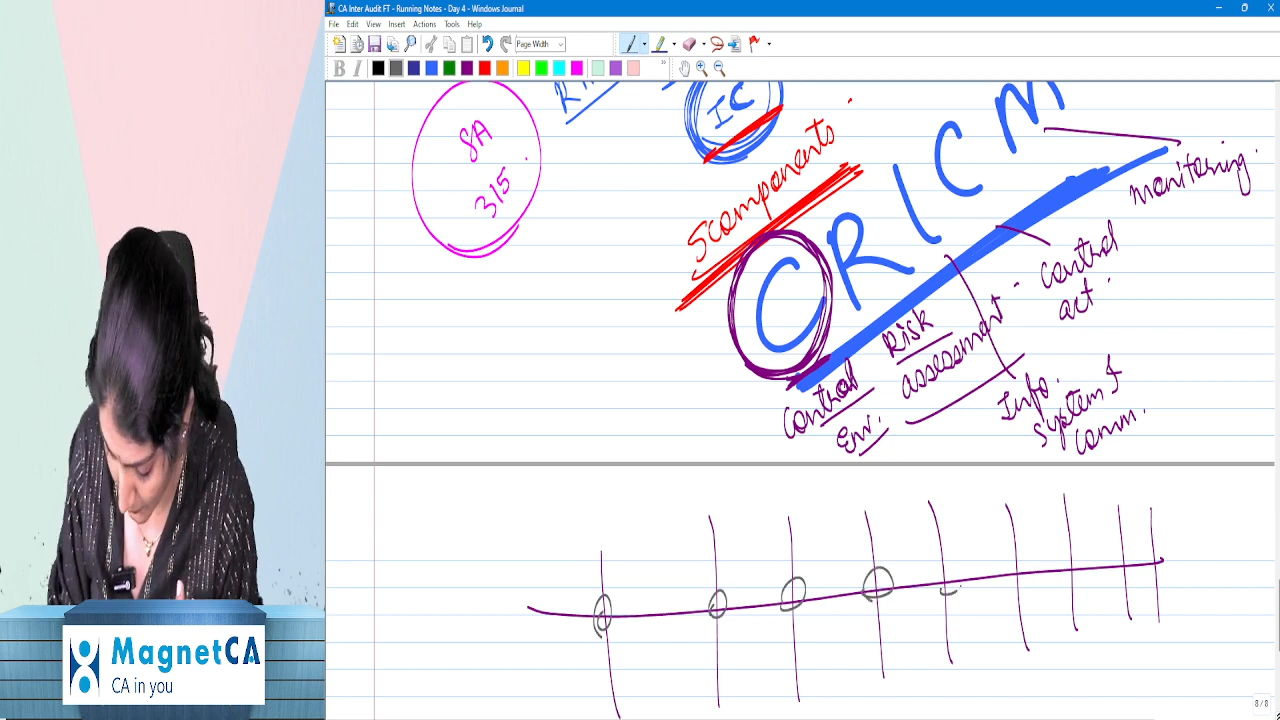 CA Inter Audit FT - Running Notes - Day 4 - Windows Journal
File Edit View Insert Actions Tools Help
Page Width
B I
SA
315
IC
5 components
CRICM
Control
Env.
Risk
assessment
Info.
System &
Comm.
Control
act.
Monitoring
MagnetCA
CA in you
8 / 8